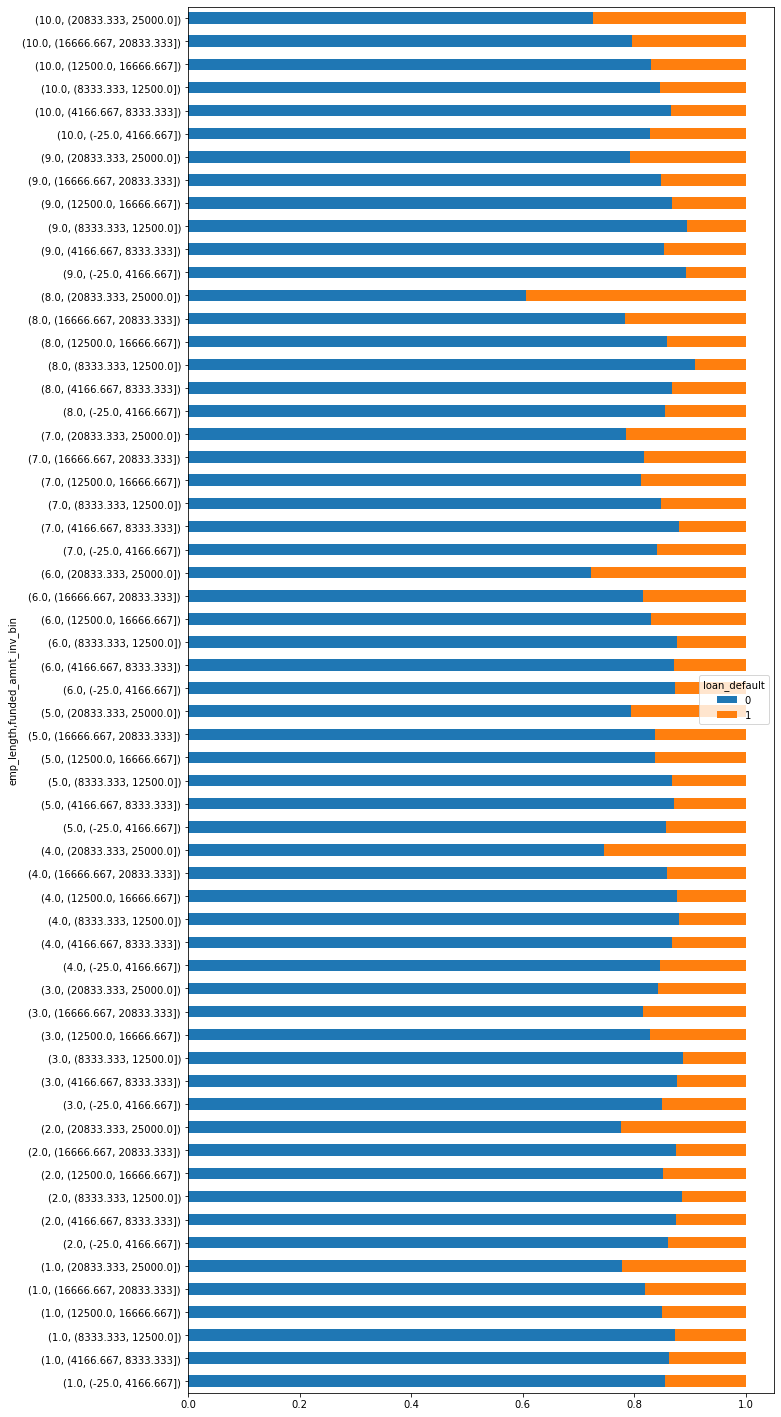 (10.0, (20833.333, 25000.0])
(10.0, (16666.667, 20833.333])
(10.0, (12500.0, 16666.667])
(10.0, (8333.333, 12500.0])
(10.0, (4166.667, 8333.333])
(10.0, (-25.0, 4166.667])
(9.0, (20833.333, 25000.0])
(9.0, (16666.667, 20833.333])
(9.0, (12500.0, 16666.667])
(9.0, (8333.333, 12500.0])
(9.0, (4166.667, 8333.333])
(9.0, (-25.0, 4166.667])
(8.0, (20833.333, 25000.0])
(8.0, (16666.667, 20833.333])
(8.0, (12500.0, 16666.667])
(8.0, (8333.333, 12500.0])
(8.0, (4166.667, 8333.333])
(8.0, (-25.0, 4166.667])
(7.0, (20833.333, 25000.0])
(7.0, (16666.667, 20833.333])
(7.0, (12500.0, 16666.667])
(7.0, (8333.333, 12500.0])
(7.0, (4166.667, 8333.333])
(7.0, (-25.0, 4166.667])
(6.0, (20833.333, 25000.0])
(6.0, (16666.667, 20833.333])
(6.0, (12500.0, 16666.667])
(6.0, (8333.333, 12500.0])
(6.0, (4166.667, 8333.333])
(6.0, (-25.0, 4166.667])
(5.0, (20833.333, 25000.0])
(5.0, (16666.667, 20833.333])
(5.0, (12500.0, 16666.667])
(5.0, (8333.333, 12500.0])
(5.0, (4166.667, 8333.333])
(5.0, (-25.0, 4166.667])
(4.0, (20833.333, 25000.0])
(4.0, (16666.667, 20833.333])
(4.0, (12500.0, 16666.667])
(4.0, (8333.333, 12500.0])
(4.0, (4166.667, 8333.333])
(4.0, (-25.0, 4166.667])
(3.0, (20833.333, 25000.0])
(3.0, (16666.667, 20833.333])
(3.0, (12500.0, 16666.667])
(3.0, (8333.333, 12500.0])
(3.0, (4166.667, 8333.333])
(3.0, (-25.0, 4166.667])
(2.0, (20833.333, 25000.0])
(2.0, (16666.667, 20833.333])
(2.0, (12500.0, 16666.667])
(2.0, (8333.333, 12500.0])
(2.0, (4166.667, 8333.333])
(2.0, (-25.0, 4166.667])
(1.0, (20833.333, 25000.0])
(1.0, (16666.667, 20833.333])
(1.0, (12500.0, 16666.667])
(1.0, (8333.333, 12500.0])
(1.0, (4166.667, 8333.333])
(1.0, (-25.0, 4166.667])
emp_length,funded_amnt_inv_bin
loan_default
0
1
0.0 0.2 0.4 0.6 0.8 1.0